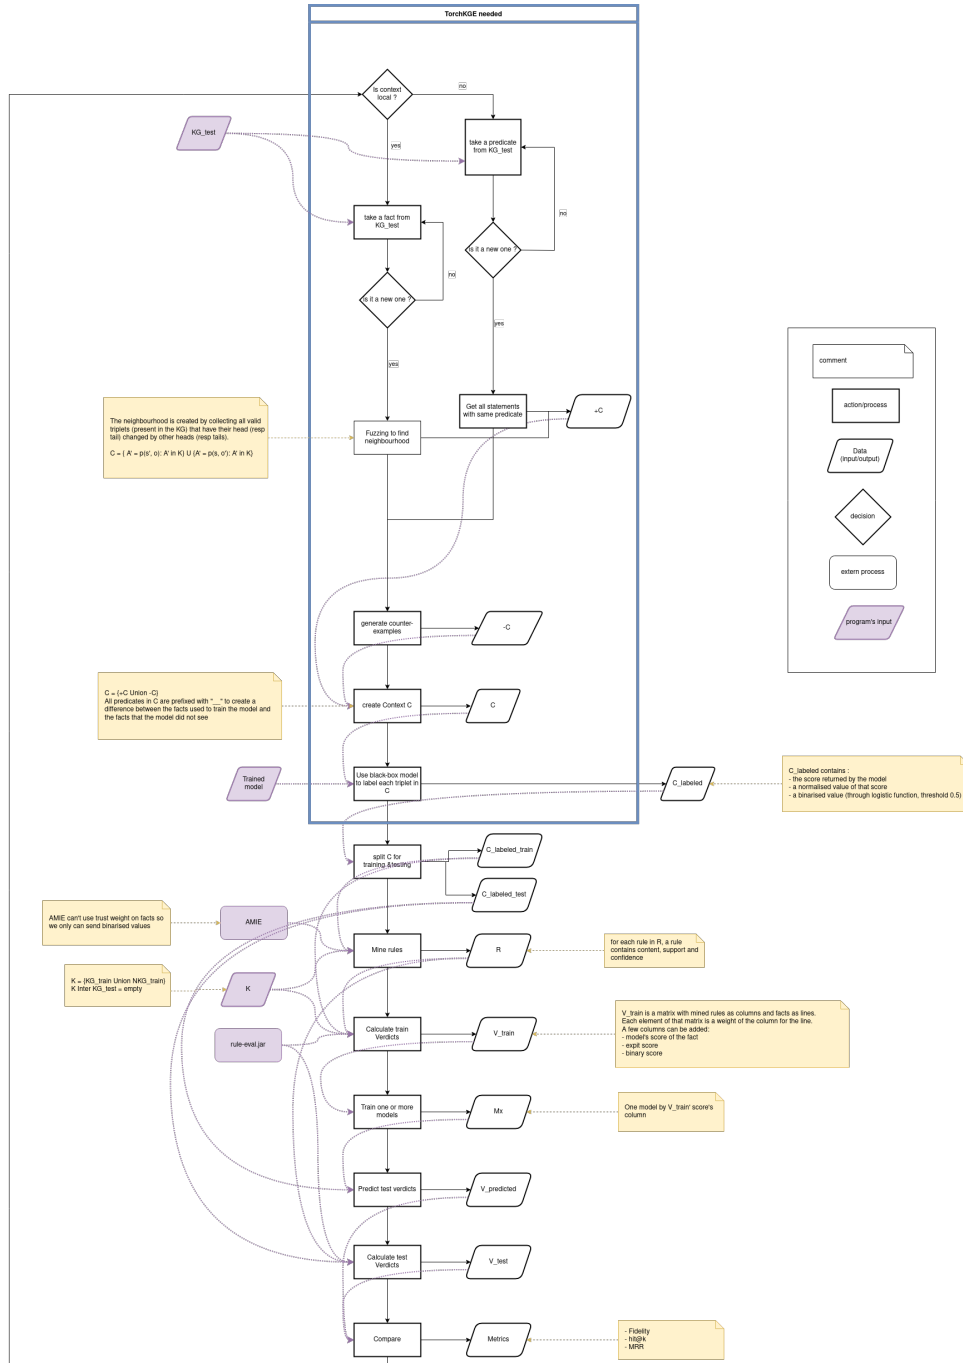 TorchKGE needed
Is context
local ?
no
KG_test
take a predicate
from KG_test
yes
take a fact from
KG_test
no
Is it a new one ?
no
Is it a new one ?
yes
yes
comment
action/process
Data
(input/output)
decision
extern process
program's input
The neighbourhood is created by collecting all valid
triplets (present in the KG) that have their head (resp
tail) changed by other heads (resp tails).
C = { A' = p(s', o): A' in K} U {A' = p(s, o'): A' in K}
Get all statements
with same predicate
+C
Fuzzing to find
neighbourhood
generate counter-
examples
-C
C = {+C Union -C}
All predicates in C are prefixed with "__" to create a
difference between the facts used to train the model and
the facts that the model did not see
create Context C
C
Trained
model
Use black-box model
to label each triplet in
C
C_labeled
C_labeled contains :
- the score returned by the model
- a normalised value of that score
- a binarised value (through logistic function, threshold 0.5)
split C for
training &testing
C_labeled_train
C_labeled_test
AMIE can't use trust weight on facts so
we only can send binarised values
AMIE
Mine rules
R
for each rule in R, a rule
contains content, support and
confidence
K = {KG_train Union NKG_train}
K Inter KG_test = empty
K
rule-eval.jar
Calculate train
Verdicts
V_train
V_train is a matrix with mined rules as columns and facts as lines.
Each element of that matrix is a weight of the column for the line.
A few columns can be added:
- model's score of the fact
- expit score
- binary score
Train one or more
models
Mx
One model by V_train' score's
column
Predict test verdicts
V_predicted
Calculate test
Verdicts
V_test
Compare
Metrics
- Fidelity
- hit@k
- MRR